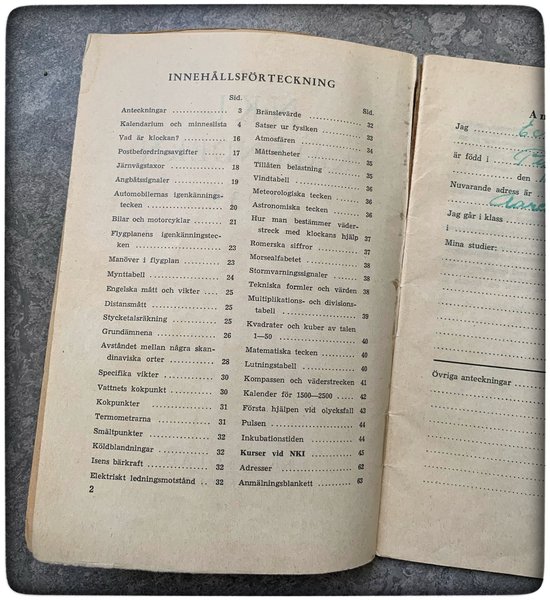 INNEHÅLLSFÖRTECKNING
Sid.
Anteckningar 3
Kalendarium och minneslista 4
Vad är klockan? 16
Postbefordringsavgifter 17
Järnvägstaxor 18
Ångbåtssignaler 19
Automobilernas igenkännings-
tecken 20
Bilar och motorcyklar 21
Flygplanens igenkänningstec-
ken 23
Manöver i flygplan 23
Mynttabell 24
Engelska mått och vikter 25
Distansmått 25
Stycketalsräkning 25
Grundämnena 26
Avståndet mellan några skan-
dinaviska orter 28
Specifika vikter 30
Vattnets kokpunkt 30
Kokpunkter 31
Termometrarna 31
Smältpunkter 32
Köldblandningar 32
Isens bärkraft 32
Elektriskt ledningsmotstånd 32
2
Sid.
Bränslevärde 32
Satser ur fysiken 33
Atmosfären 34
Måttsenheter 34
Tillåten belastning 35
Vindtabell 35
Meteorologiska tecken 36
Astronomiska tecken 36
Hur man bestämmer väder-
streck med klockans hjälp 37
Romerska siffror 37
Morsealfabetet 38
Stormvarningssignaler 38
Tekniska formler och värden 38
Multiplikations- och divisions-
tabell 39
Kvadrater och kuber av talen
1—50 40
Matematiska tecken 40
Lutningstabell 40
Kompassen och väderstrecken 41
Kalender för 1500—2500 42
Första hjälpen vid olycksfall 43
Pulsen 44
Inkubationstiden 44
Kurser vid NKI 45
Adresser 62
Anmälningsblankett 63
An
Jag
är född i
den
Nuvarande adress är
Jag går i klass
i
Mina studier:
Övriga anteckningar